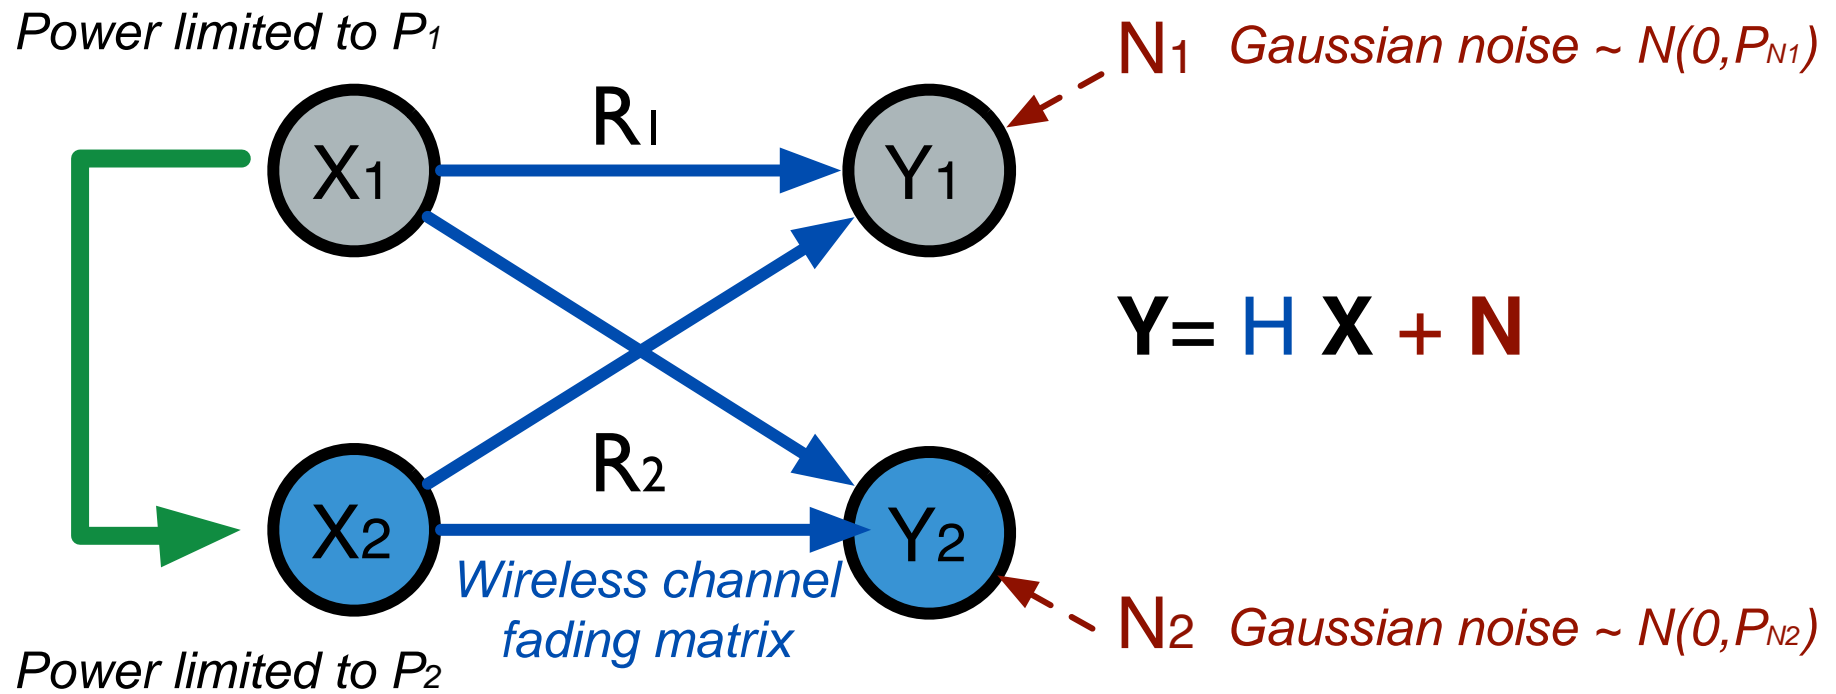 Power limited to P1
N1 Gaussian noise ~ N(0,PN1)
R1
X1
Y1
Y= H X + N
R2
X2
Y2
Wireless channel
fading matrix
N2 Gaussian noise ~ N(0,PN2)
Power limited to P2